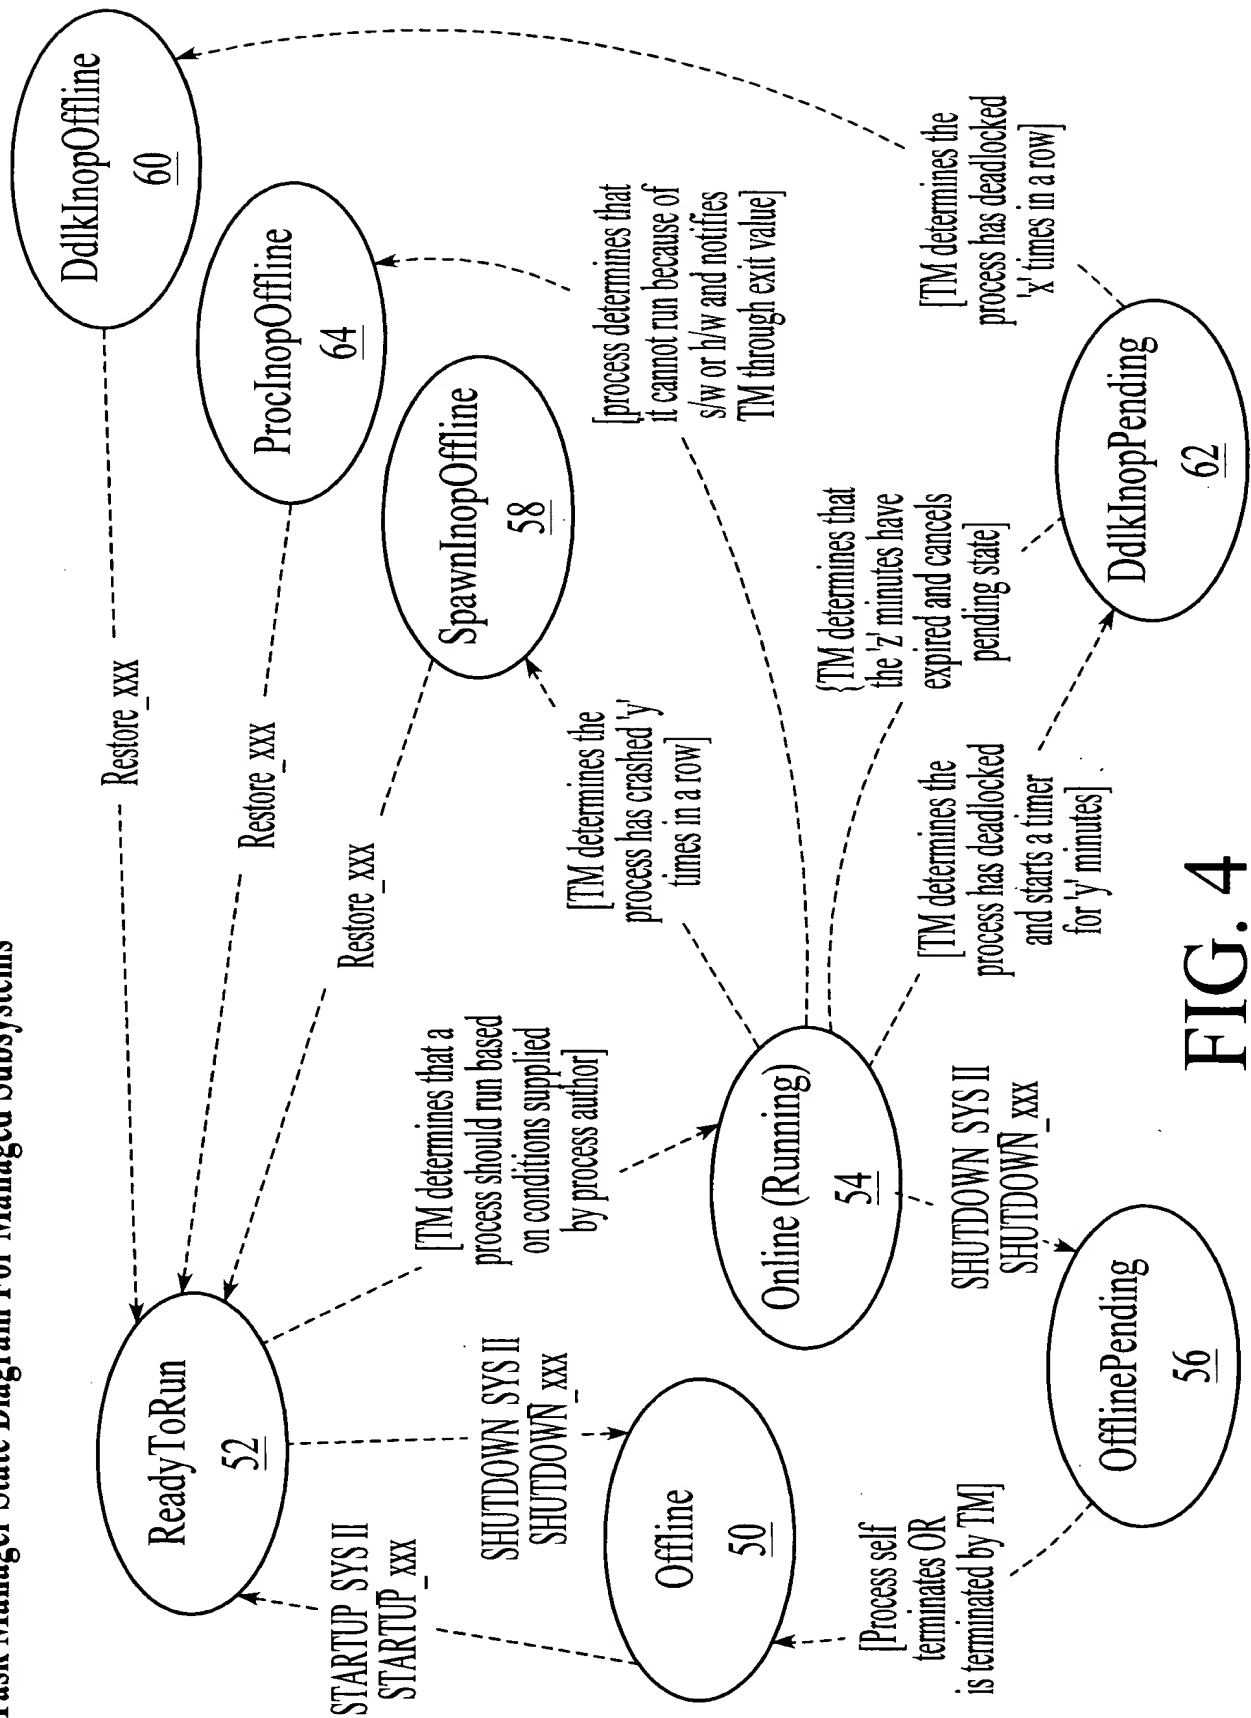 Task Manager State Diagram For Managed Subsystems
DdlkInopOffline
60
ProcInopOffline
64
SpawnInopOffline
58
Restore_xxx
Restore_xxx
Restore_xxx
ReadyToRun
52
[TM determines that a
process should run based
on conditions supplied
by process author]
[TM determines the
process has crashed 'y'
times in a row]
[process determines that
it cannot run because of
s/w or h/w and notifies
TM through exit value]
STARTUP_SYS II
STARTUP_xxx
SHUTDOWN_SYS II
SHUTDOWN_xxx
Offline
50
Online (Running)
54
{TM determines that
the 'z' minutes have
expired and cancels
pending state]
[TM determines the
process has deadlocked
'x' times in a row]
[TM determines the
process has deadlocked
and starts a timer
for 'y' minutes]
DdlkInopPending
62
[Process self
terminates OR
is terminated by TM]
SHUTDOWN_SYS II
SHUTDOWN_xxx
OfflinePending
56
FIG. 4